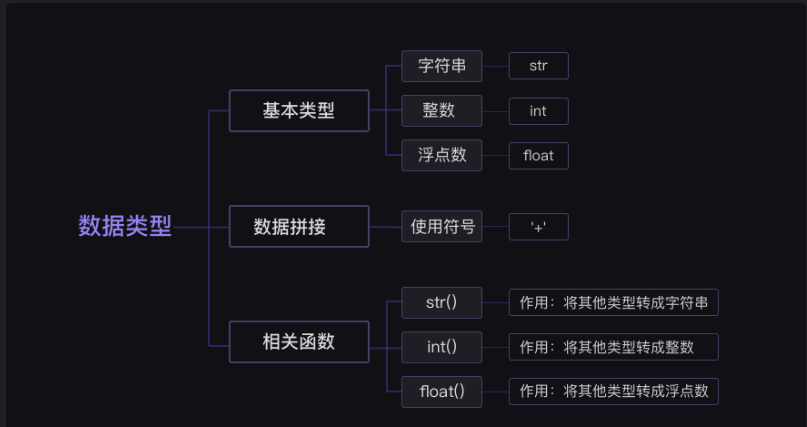 数据类型
基本类型
字符串
str
整数
int
浮点数
float
数据拼接
使用符号
'+'
相关函数
str()
作用：将其他类型转成字符串
int()
作用：将其他类型转成整数
float()
作用：将其他类型转成浮点数